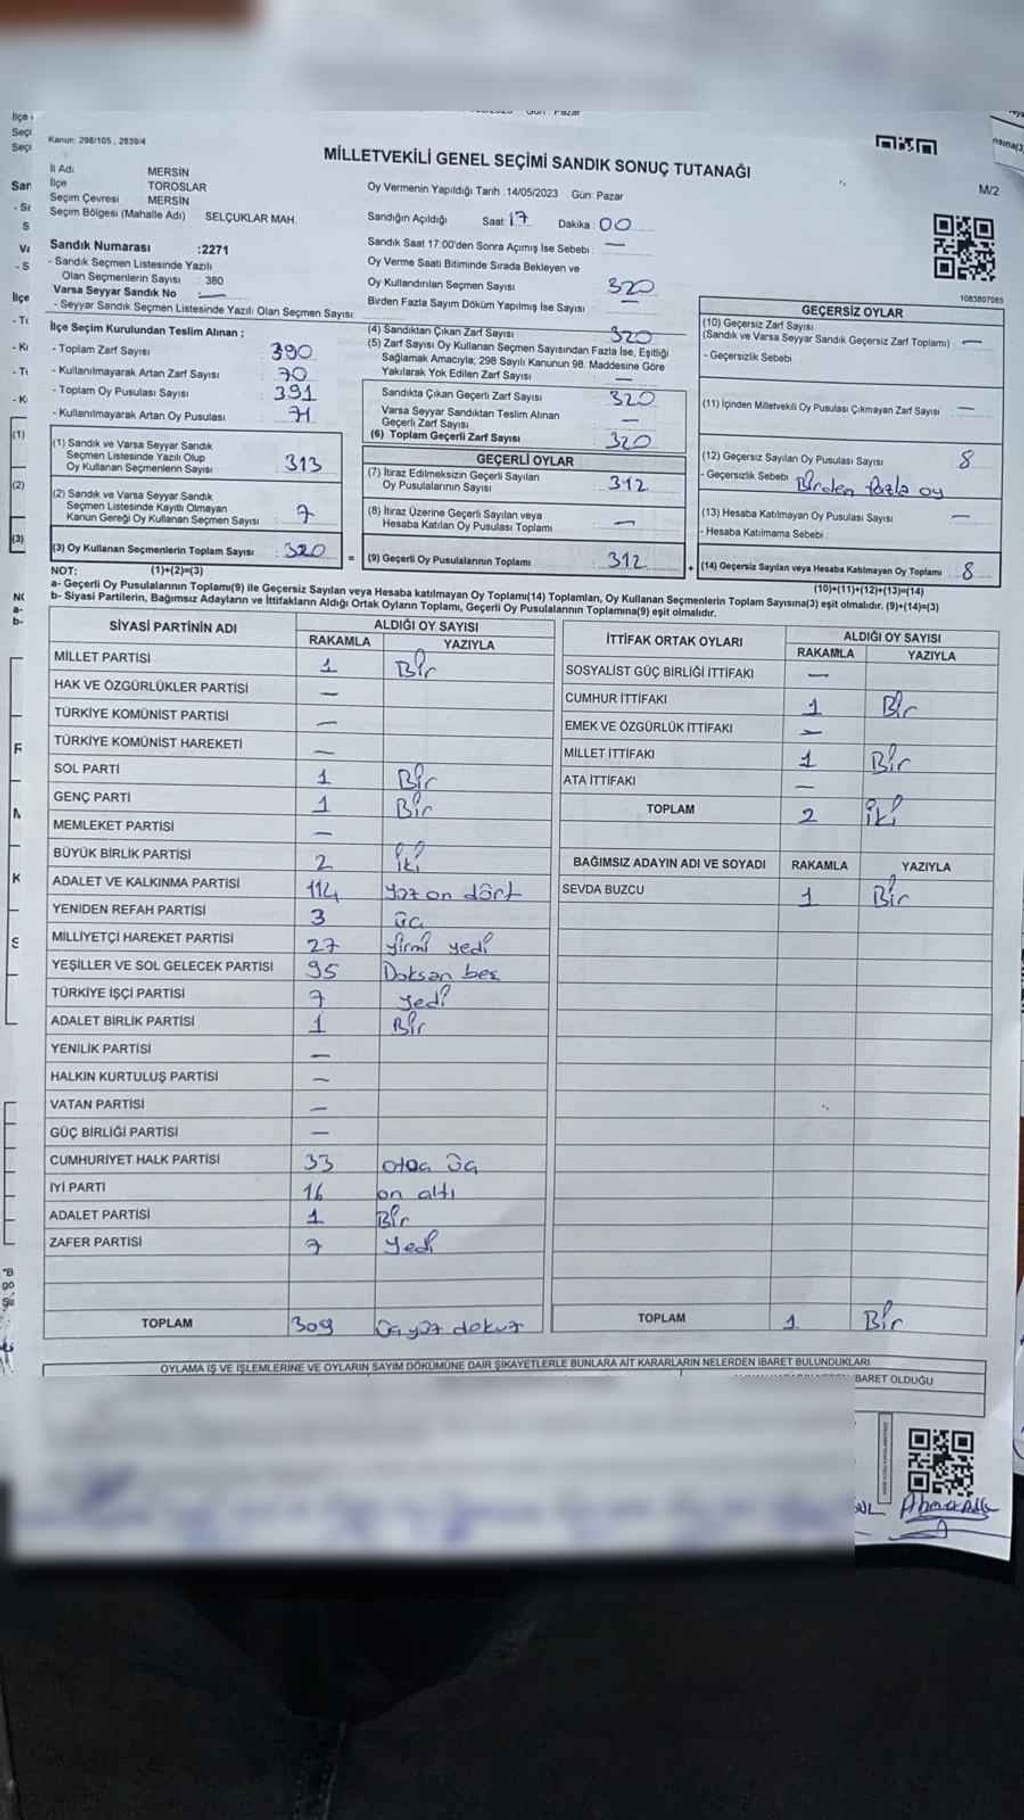 Kanun: 298/105, 2839/4
MİLLETVEKİLİ GENEL SEÇİMİ SANDIK SONUÇ TUTANAĞI
M/2
İl Adı MERSİN
İlçe TOROSLAR
Seçim Çevresi MERSİN
Seçim Bölgesi (Mahalle Adı) SELÇUKLAR MAH.
Oy Vermenin Yapıldığı Tarih :14/05/2023 Gün: Pazar
Sandığın Açıldığı Saat: 17 Dakika: 00
Sandık Numarası :2271
- Sandık Seçmen Listesinde Yazılı
Olan Seçmenlerin Sayısı : 380
Varsa Seyyar Sandık No : —
- Seyyar Sandık Seçmen Listesinde Yazılı Olan Seçmen Sayısı
Sandık Saat 17:00'den Sonra Açılmış İse Sebebi : —
Oy Verme Saati Bitiminde Sırada Bekleyen ve
Oy Kullandırılan Seçmen Sayısı 320
Birden Fazla Sayım Döküm Yapılmış İse Sayısı —
1083807085
İlçe Seçim Kurulundan Teslim Alınan ;
- Toplam Zarf Sayısı : 390
- Kullanılmayarak Artan Zarf Sayısı : 70
- Toplam Oy Pusulası Sayısı : 391
- Kullanılmayarak Artan Oy Pusulası : 71
(1) Sandık ve Varsa Seyyar Sandık
Seçmen Listesinde Yazılı Olup
Oy Kullanan Seçmenlerin Sayısı : 313
(2) Sandık ve Varsa Seyyar Sandık
Seçmen Listesinde Kayıtlı Olmayan
Kanun Gereği Oy Kullanan Seçmen Sayısı : 7
(3) Oy Kullanan Seçmenlerin Toplam Sayısı : 320
(4) Sandıktan Çıkan Zarf Sayısı 320
(5) Zarf Sayısı Oy Kullanan Seçmen Sayısından Fazla İse, Eşitliği
Sağlamak Amacıyla; 298 Sayılı Kanunun 98. Maddesine Göre
Yakılarak Yok Edilen Zarf Sayısı —
Sandıkta Çıkan Geçerli Zarf Sayısı 320
Varsa Seyyar Sandıktan Teslim Alınan
Geçerli Zarf Sayısı —
(6) Toplam Geçerli Zarf Sayısı 320
GEÇERLİ OYLAR
(7) İtiraz Edilmeksizin Geçerli Sayılan
Oy Pusulalarının Sayısı 312
(8) İtiraz Üzerine Geçerli Sayılan veya
Hesaba Katılan Oy Pusulası Toplamı —
= (9) Geçerli Oy Pusulalarının Toplamı 312
GEÇERSİZ OYLAR
(10) Geçersiz Zarf Sayısı
(Sandık ve Varsa Seyyar Sandık Geçersiz Zarf Toplamı) —
- Geçersizlik Sebebi
(11) İçinden Milletvekili Oy Pusulası Çıkmayan Zarf Sayısı —
(12) Geçersiz Sayılan Oy Pusulası Sayısı 8
- Geçersizlik Sebebi Birden fazla oy
(13) Hesaba Katılmayan Oy Pusulası Sayısı —
- Hesaba Katılmama Sebebi :
+ (14) Geçersiz Sayılan veya Hesaba Katılmayan Oy Toplamı 8
NOT: (1)+(2)=(3) (10)+(11)+(12)+(13)=(14)
a- Geçerli Oy Pusulalarının Toplamı(9) ile Geçersiz Sayılan veya Hesaba katılmayan Oy Toplamı(14) Toplamları, Oy Kullanan Seçmenlerin Toplam Sayısına(3) eşit olmalıdır. (9)+(14)=(3)
b- Siyasi Partilerin, Bağımsız Adayların ve İttifakların Aldığı Ortak Oyların Toplamı, Geçerli Oy Pusulalarının Toplamına(9) eşit olmalıdır.
SİYASİ PARTİNİN ADI ALDIĞI OY SAYISI
RAKAMLA YAZIYLA
MİLLET PARTİSİ 1 Bir
HAK VE ÖZGÜRLÜKLER PARTİSİ —
TÜRKİYE KOMÜNİST PARTİSİ —
TÜRKİYE KOMÜNİST HAREKETİ —
SOL PARTİ 1 Bir
GENÇ PARTİ 1 Bir
MEMLEKET PARTİSİ —
BÜYÜK BİRLİK PARTİSİ 2 İki
ADALET VE KALKINMA PARTİSİ 114 Yüz on dört
YENİDEN REFAH PARTİSİ 3 Üç
MİLLİYETÇİ HAREKET PARTİSİ 27 yirmi yedi
YEŞİLLER VE SOL GELECEK PARTİSİ 95 Doksan beş
TÜRKİYE İŞÇİ PARTİSİ 7 Yedi
ADALET BİRLİK PARTİSİ 1 Bir
YENİLİK PARTİSİ —
HALKIN KURTULUŞ PARTİSİ —
VATAN PARTİSİ —
GÜÇ BİRLİĞİ PARTİSİ —
CUMHURİYET HALK PARTİSİ 33 otuz üç
İYİ PARTİ 16 on altı
ADALET PARTİSİ 1 Bir
ZAFER PARTİSİ 7 Yedi
TOPLAM 309 Üçyüz dokuz
İTTİFAK ORTAK OYLARI ALDIĞI OY SAYISI
RAKAMLA YAZIYLA
SOSYALİST GÜÇ BİRLİĞİ İTTİFAKI —
CUMHUR İTTİFAKI 1 Bir
EMEK VE ÖZGÜRLÜK İTTİFAKI —
MİLLET İTTİFAKI 1 Bir
ATA İTTİFAKI —
TOPLAM 2 İki
BAĞIMSIZ ADAYIN ADI VE SOYADI RAKAMLA YAZIYLA
SEVDA BUZCU 1 Bir
TOPLAM 1 Bir
OYLAMA İŞ VE İŞLEMLERİNE VE OYLARIN SAYIM DÖKÜMÜNE DAİR ŞİKAYETLERLE BUNLARA AİT KARARLARIN NELERDEN İBARET BULUNDUKLARI
BARET OLDUĞU